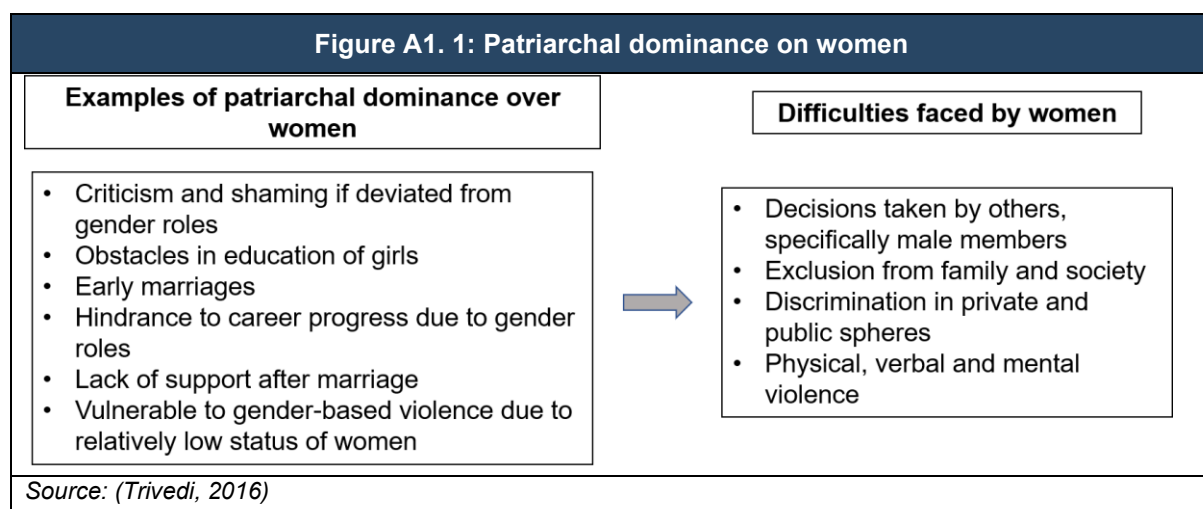 Figure A1. 1: Patriarchal dominance on women
Examples of patriarchal dominance over
women
• Criticism and shaming if deviated from
gender roles
• Obstacles in education of girls
• Early marriages
• Hindrance to career progress due to gender
roles
• Lack of support after marriage
• Vulnerable to gender-based violence due to
relatively low status of women
Difficulties faced by women
• Decisions taken by others,
specifically male members
• Exclusion from family and society
• Discrimination in private and
public spheres
• Physical, verbal and mental
violence
Source: (Trivedi, 2016)